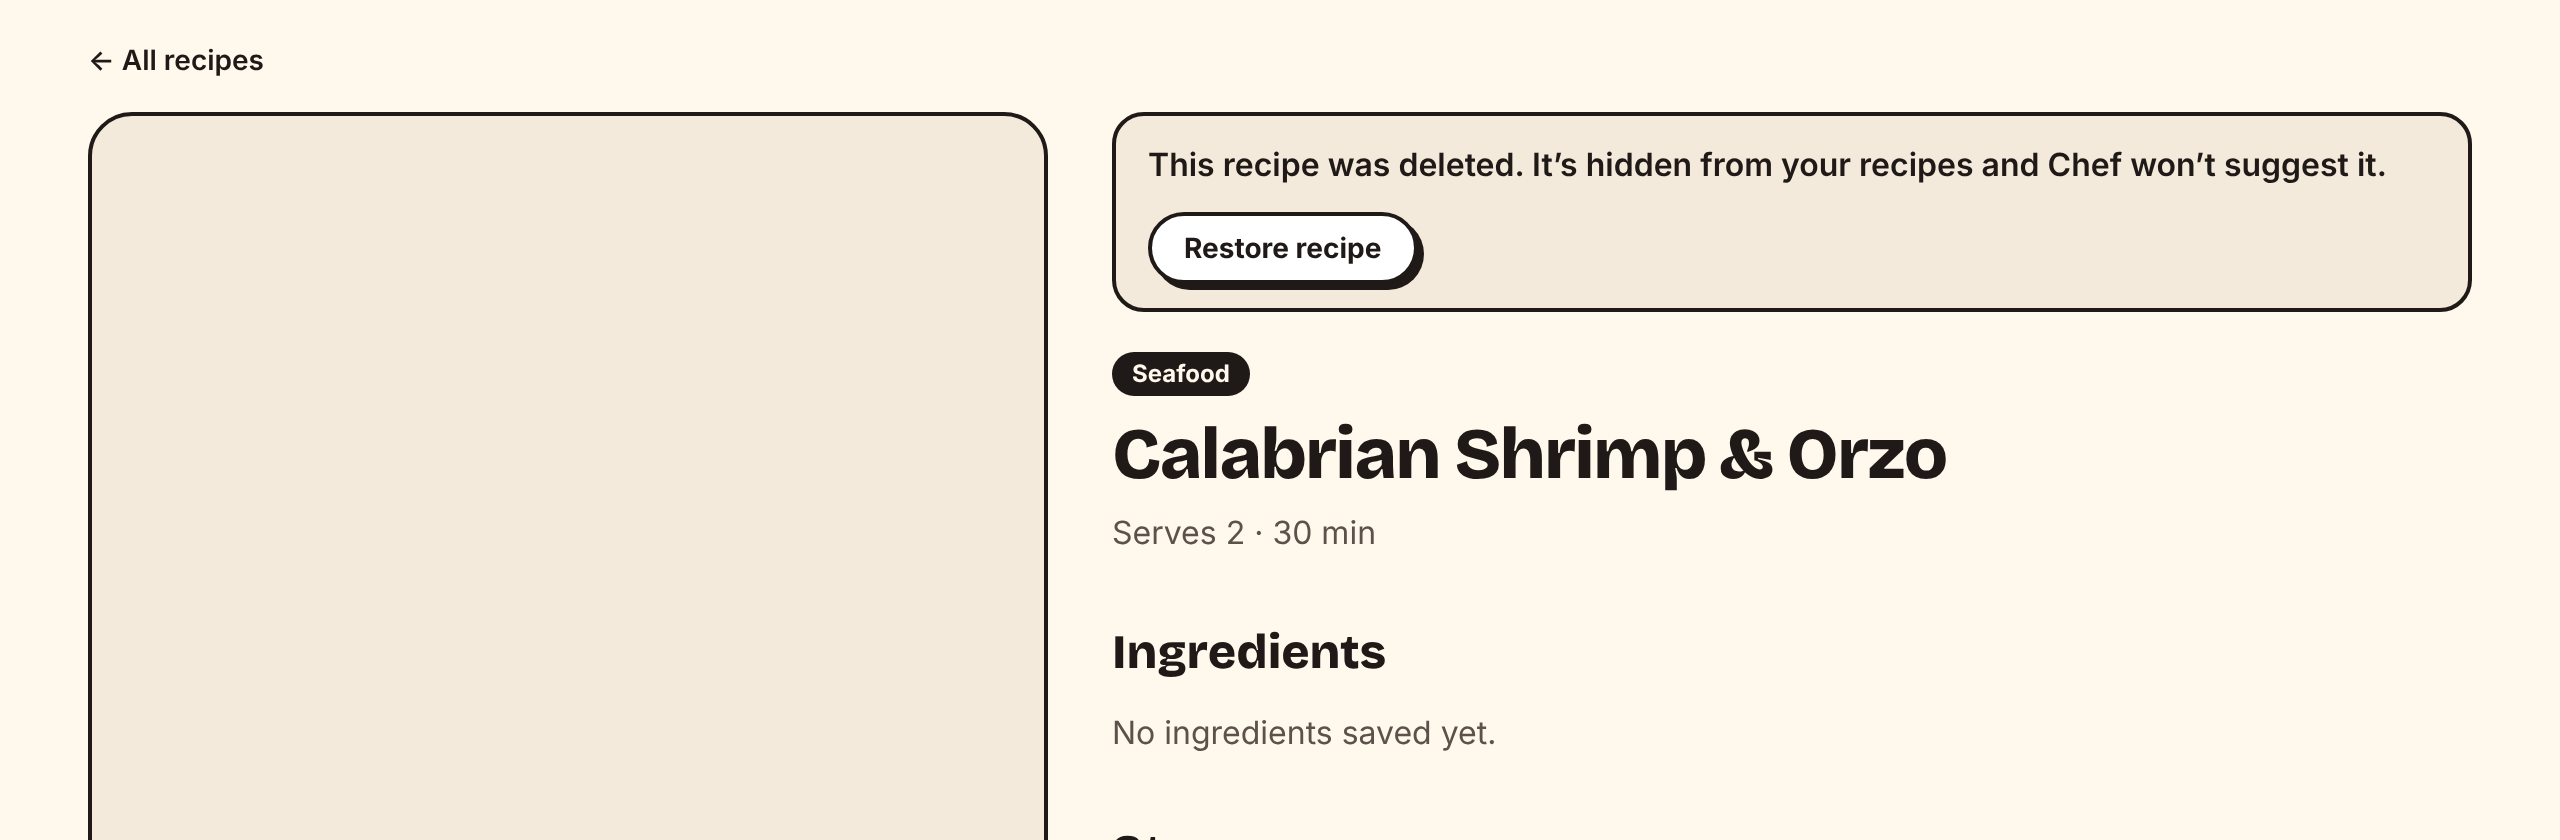 ← All recipes
This recipe was deleted. It’s hidden from your recipes and Chef won’t suggest it.
Restore recipe
Seafood
Calabrian Shrimp & Orzo
Serves 2 · 30 min
Ingredients
No ingredients saved yet.